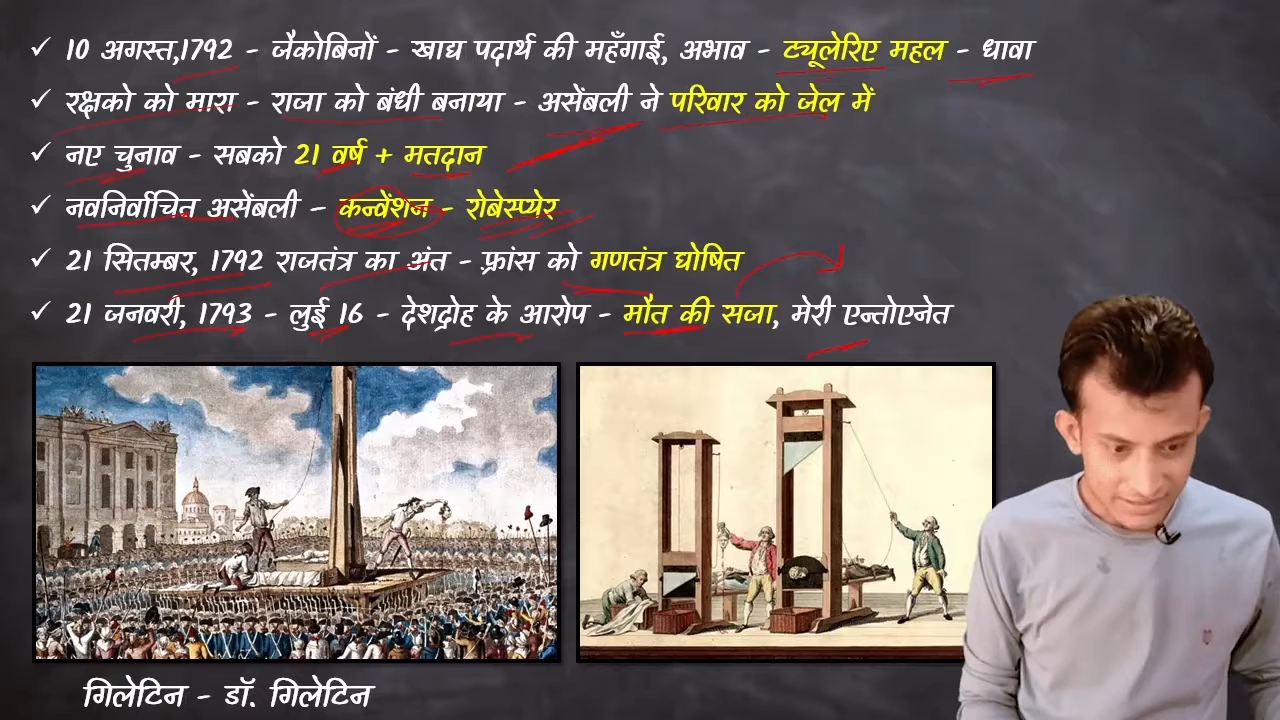 ✓ 10 अगस्त,1792 - जैकोबिनों - खाद्य पदार्थ की महँगाई, अभाव - ट्यूलेरिए महल - धावा
✓ रक्षको को मारा - राजा को बंधी बनाया - असेंबली ने परिवार को जेल में
✓ नए चुनाव - सबको 21 वर्ष + मतदान
✓ नवनिर्वाचित असेंबली – कन्वेंशन - रोबेस्प्येर
✓ 21 सितम्बर, 1792 राजतंत्र का अंत - फ़्रांस को गणतंत्र घोषित
✓ 21 जनवरी, 1793 - लुई 16 - देशद्रोह के आरोप - मौत की सजा, मेरी एन्तोएनेत
गिलेटिन - डॉ. गिलेटिन